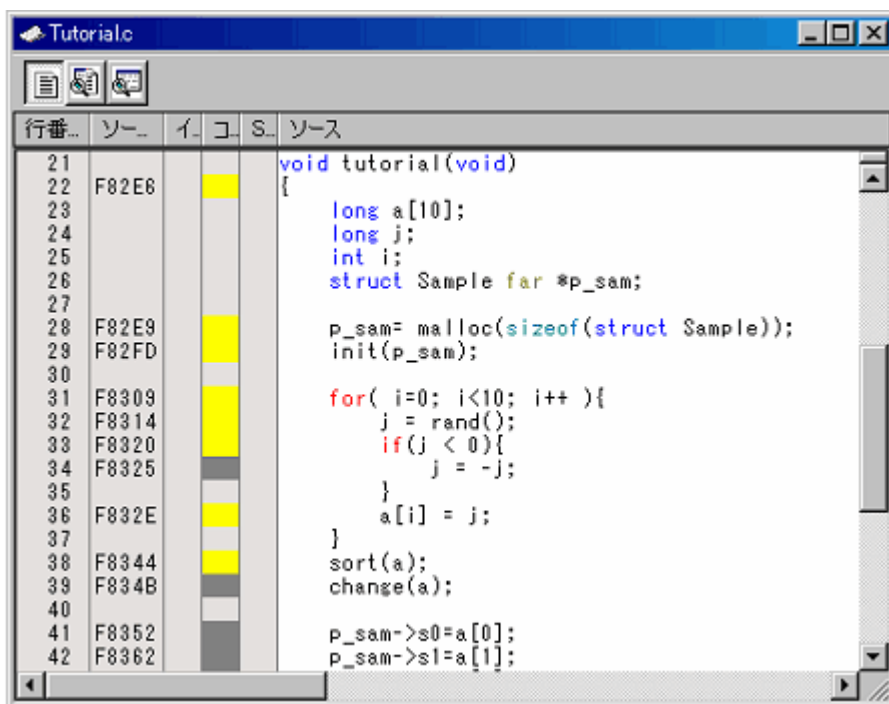 Tutorial.c
行番... ソー... イ.. コ.. S... ソース
21 void tutorial(void)
22 F82E6 {
23 long a[10];
24 long j;
25 int i;
26 struct Sample far *p_sam;
27
28 F82E9 p_sam= malloc(sizeof(struct Sample));
29 F82FD init(p_sam);
30
31 F8309 for( i=0; i<10; i++ ){
32 F8314 j = rand();
33 F8320 if(j < 0){
34 F8325 j = -j;
35 }
36 F832E a[i] = j;
37 }
38 F8344 sort(a);
39 F834B change(a);
40
41 F8352 p_sam->s0=a[0];
42 F8362 p_sam->s1=a[1];